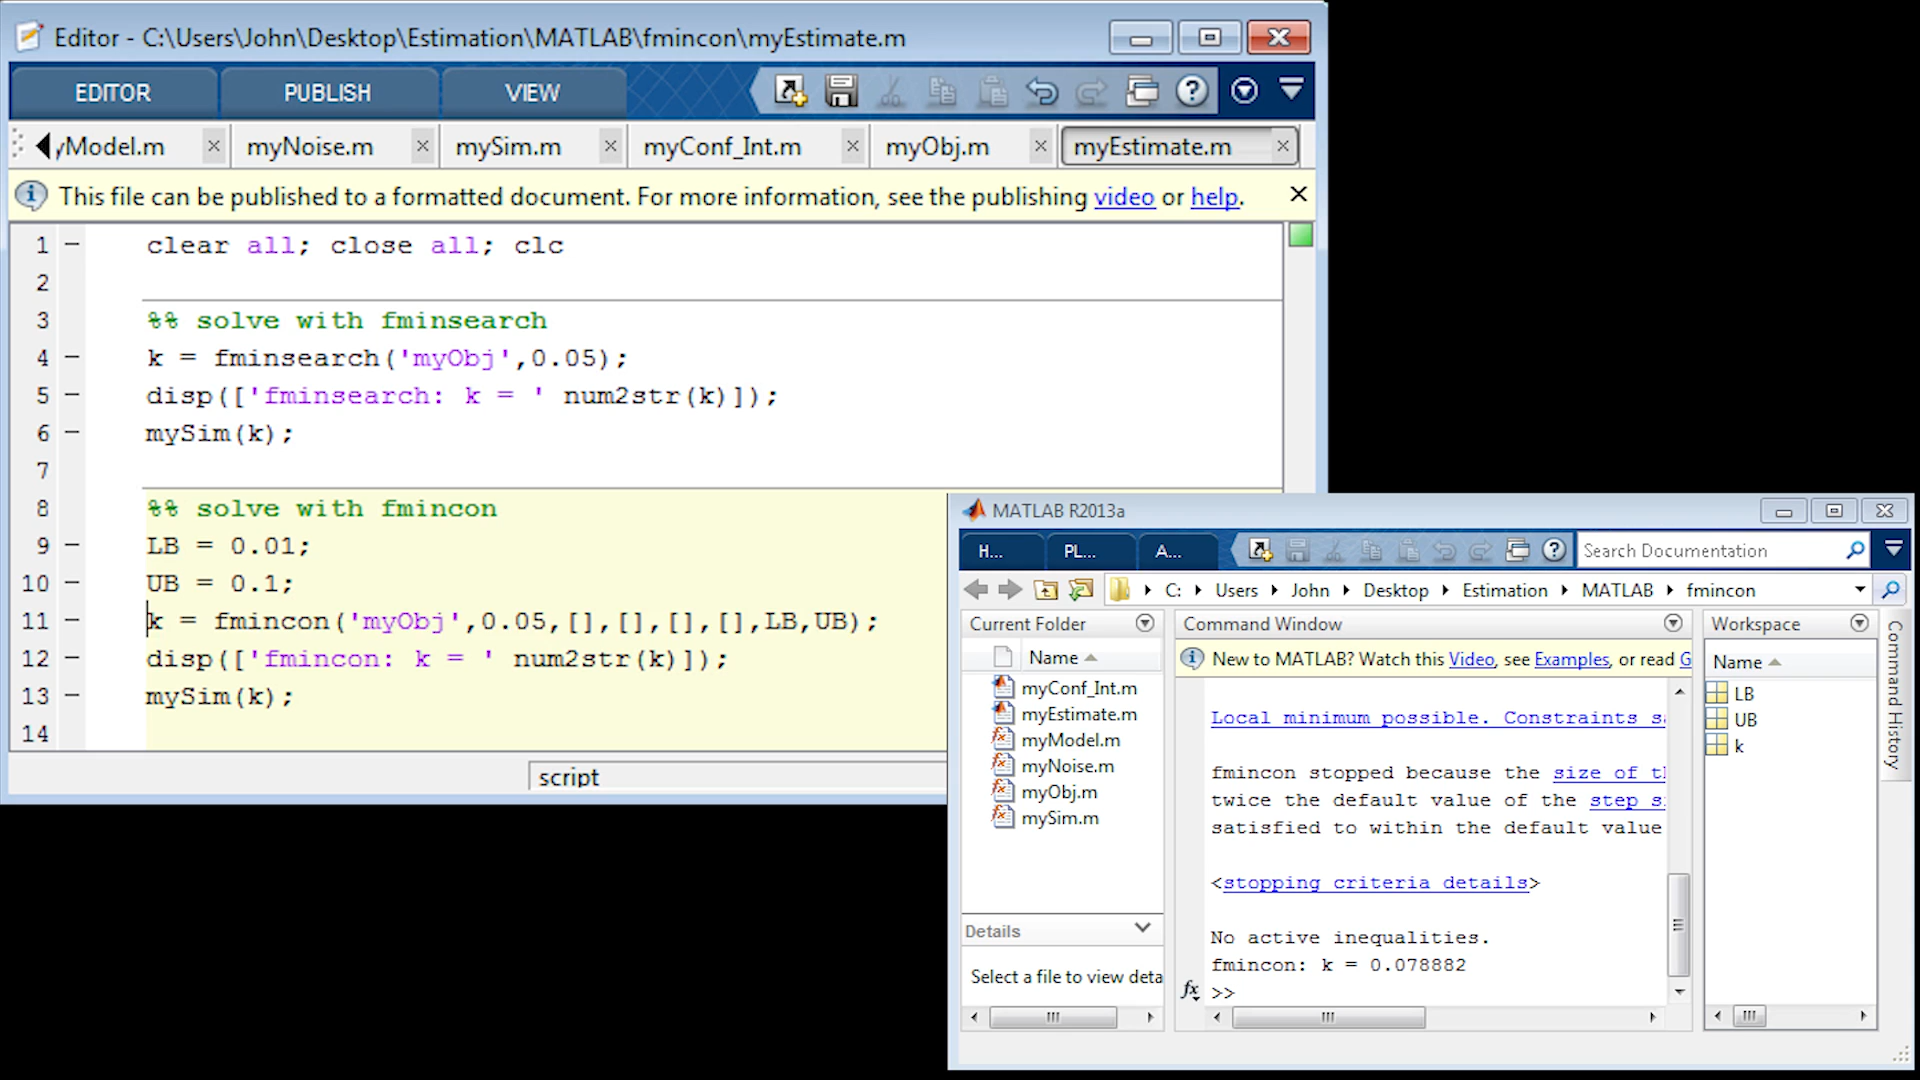 Editor - C:\Users\John\Desktop\Estimation\MATLAB\fmincon\myEstimate.m
EDITOR PUBLISH VIEW
yModel.m myNoise.m mySim.m myConf_Int.m myObj.m myEstimate.m
This file can be published to a formatted document. For more information, see the publishing video or help.
1 clear all; close all; clc
2
3 %% solve with fminsearch
4 k = fminsearch('myObj',0.05);
5 disp(['fminsearch: k = ' num2str(k)]);
6 mySim(k);
7
8 %% solve with fmincon
9 LB = 0.01;
10 UB = 0.1;
11 k = fmincon('myObj',0.05,[],[],[],[],LB,UB);
12 disp(['fmincon: k = ' num2str(k)]);
13 mySim(k);
14
script
MATLAB R2013a
H... PL... A... Search Documentation
C: Users John Desktop Estimation MATLAB fmincon
Current Folder
Name
myConf_Int.m
myEstimate.m
myModel.m
myNoise.m
myObj.m
mySim.m
Details
Select a file to view deta
Command Window
New to MATLAB? Watch this Video, see Examples, or read G
Local minimum possible. Constraints s
fmincon stopped because the size of t
twice the default value of the step s
satisfied to within the default value
<stopping criteria details>
No active inequalities.
fmincon: k = 0.078882
fx >>
Workspace
Name
LB
UB
k
Command History